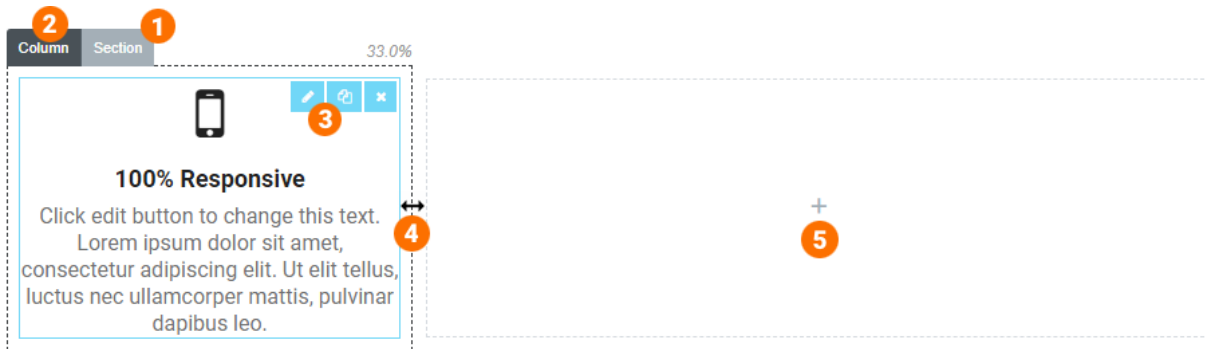 2
1
Column
Section
33.0%
3
100% Responsive
Click edit button to change this text.
Lorem ipsum dolor sit amet,
consectetur adipiscing elit. Ut elit tellus,
luctus nec ullamcorper mattis, pulvinar
dapibus leo.
4
+
5